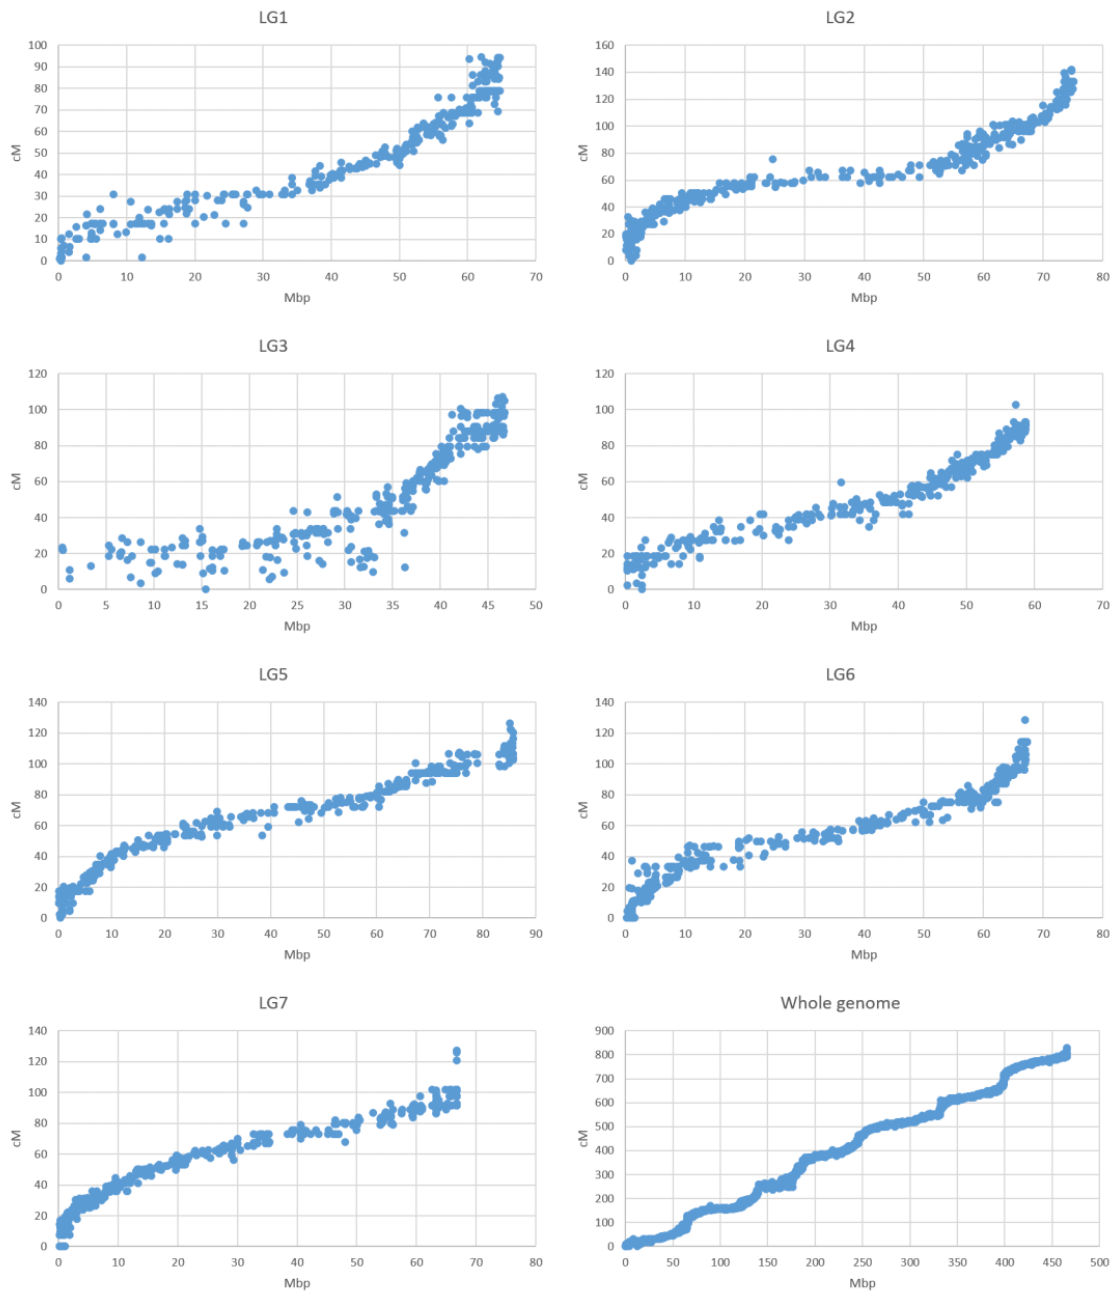 LG1
100
90
80
70
60
50
40
30
20
10
0
cM
0 10 20 30 40 50 60 70
Mbp
LG2
160
140
120
100
80
60
40
20
0
cM
0 10 20 30 40 50 60 70 80
Mbp
LG3
120
100
80
60
40
20
0
cM
0 5 10 15 20 25 30 35 40 45 50
Mbp
LG4
120
100
80
60
40
20
0
cM
0 10 20 30 40 50 60 70
Mbp
LG5
140
120
100
80
60
40
20
0
cM
0 10 20 30 40 50 60 70 80 90
Mbp
LG6
140
120
100
80
60
40
20
0
cM
0 10 20 30 40 50 60 70 80
Mbp
LG7
140
120
100
80
60
40
20
0
cM
0 10 20 30 40 50 60 70 80
Mbp
Whole genome
900
800
700
600
500
400
300
200
100
0
cM
0 50 100 150 200 250 300 350 400 450 500
Mbp